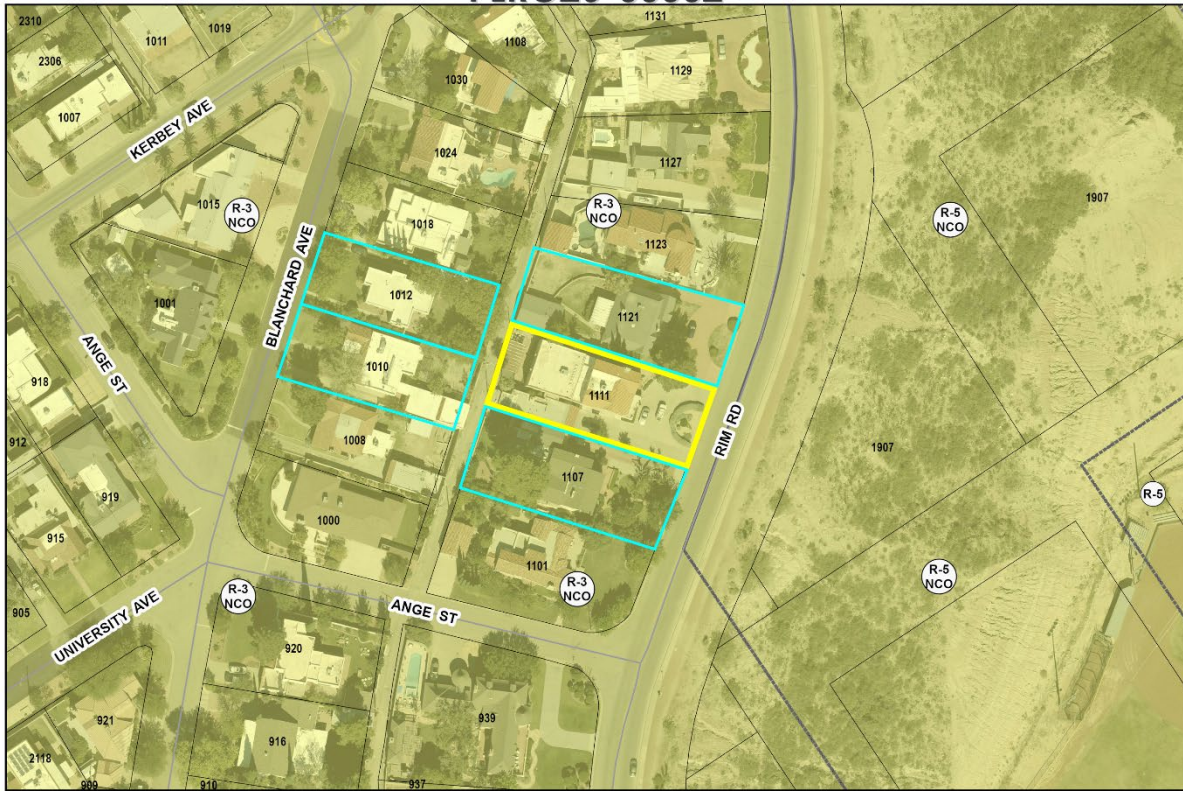 2310
1011
1019
2306
1007
KERBEY AVE
1108
1030
1131
1129
1024
1127
1015
R-3
NCO
1018
R-3
NCO
1123
R-5
NCO
1907
1001
BLANCHARD AVE
1012
1121
ANGE ST
918
1010
1111
RIM RD
912
1008
1107
1907
919
R-5
915
1000
1101
R-3
NCO
R-5
NCO
905
UNIVERSITY AVE
R-3
NCO
ANGE ST
920
921
916
939
2118
909
910
937